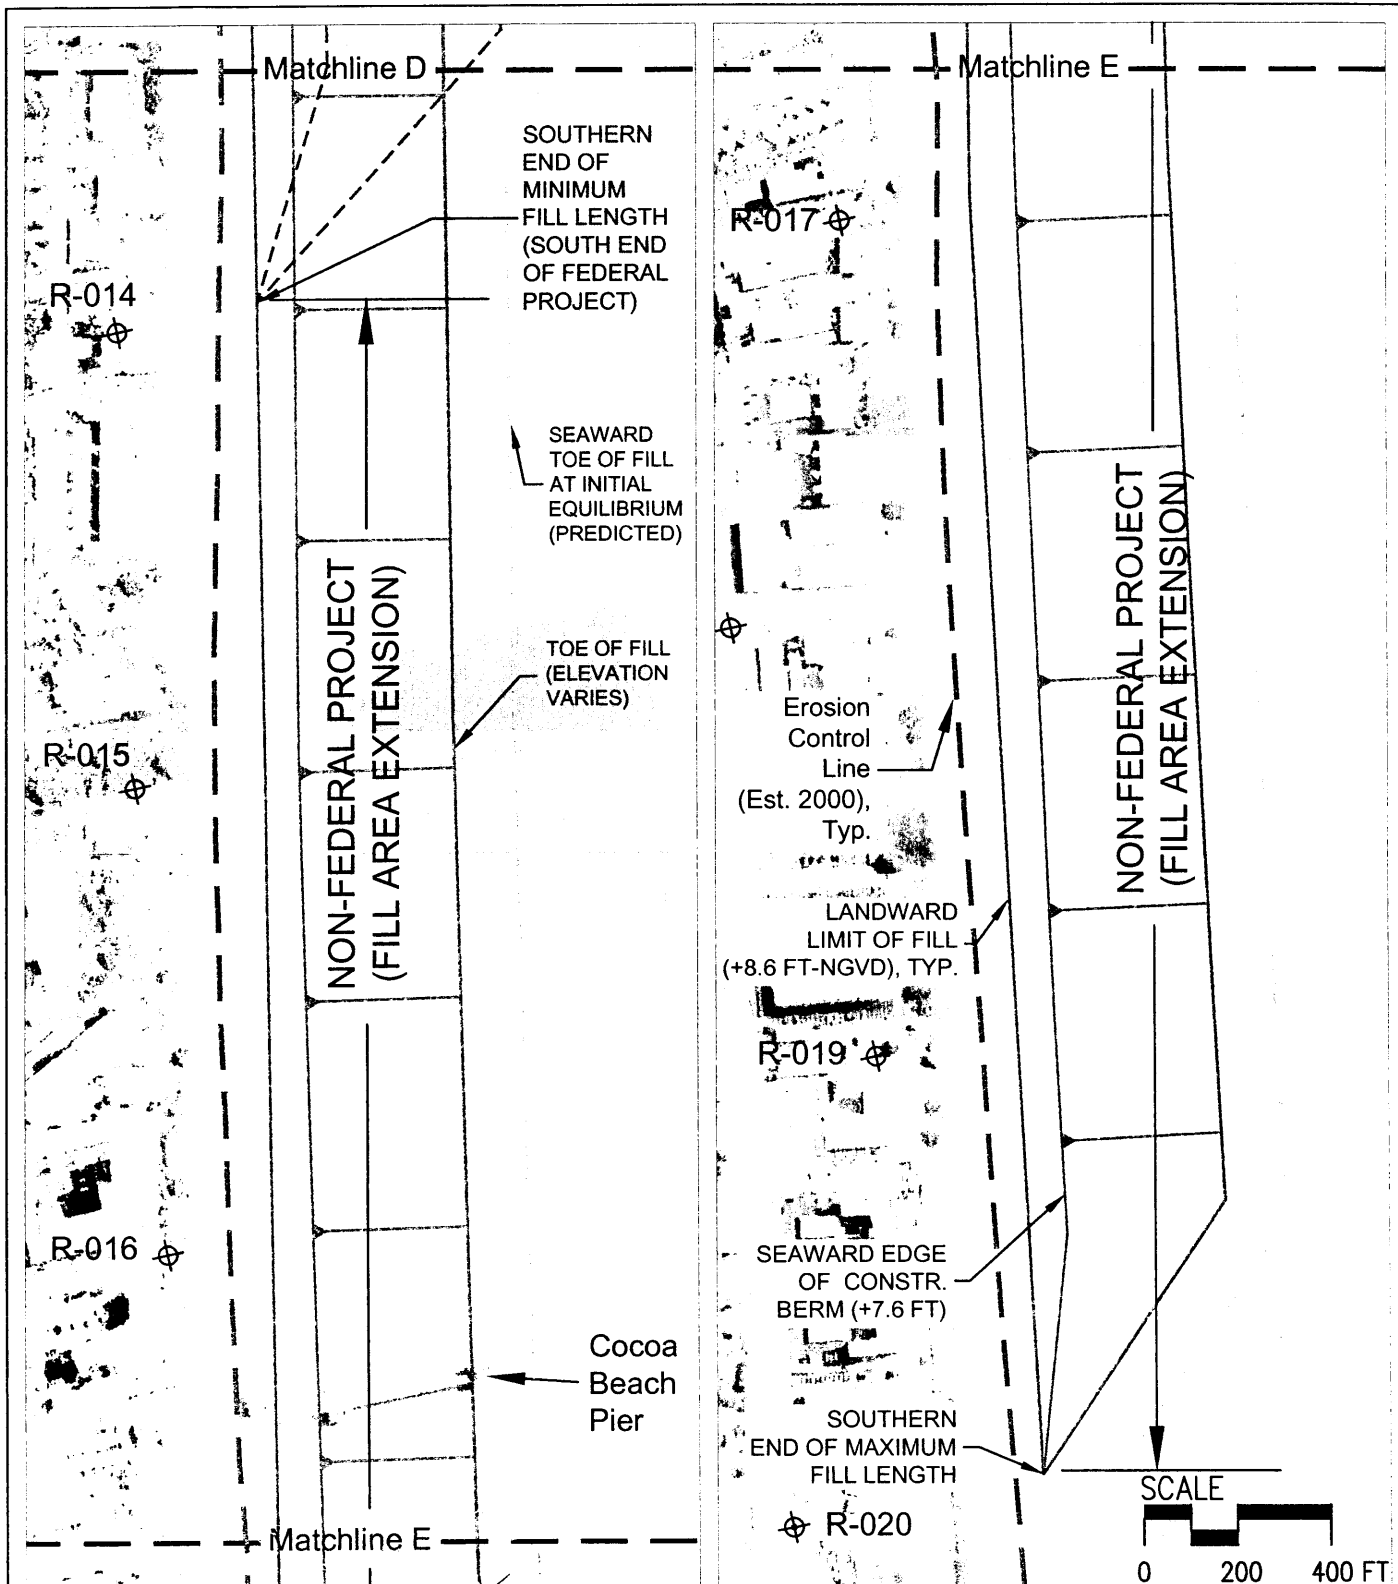 Matchline D
SOUTHERN
END OF
MINIMUM
FILL LENGTH
(SOUTH END
OF FEDERAL
PROJECT)
R-014
SEAWARD
TOE OF FILL
AT INITIAL
EQUILIBRIUM
(PREDICTED)
NON-FEDERAL PROJECT
(FILL AREA EXTENSION)
TOE OF FILL
(ELEVATION
VARIES)
R-015
R-016
Cocoa
Beach
Pier
Matchline E
Matchline E
R-017
NON-FEDERAL PROJECT
(FILL AREA EXTENSION)
Erosion
Control
Line
(Est. 2000),
Typ.
LANDWARD
LIMIT OF FILL
(+8.6 FT-NGVD), TYP.
R-019
SEAWARD EDGE
OF CONSTR.
BERM (+7.6 FT)
SOUTHERN
END OF MAXIMUM
FILL LENGTH
R-020
SCALE
0 200 400 FT